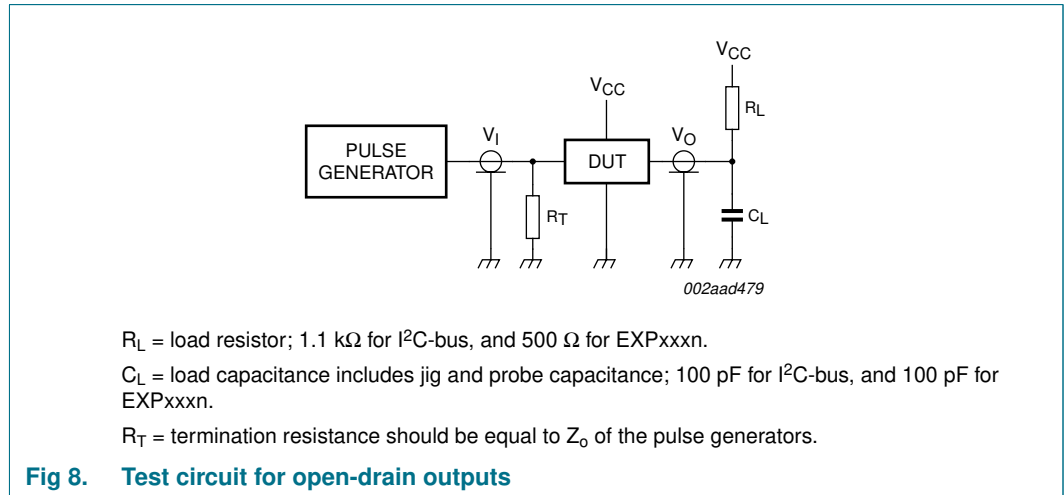 VCC
VCC
RL
VI
VO
PULSE
GENERATOR
DUT
RT
CL
002aad479
RL = load resistor; 1.1 kΩ for I2C-bus, and 500 Ω for EXPxxxn.
CL = load capacitance includes jig and probe capacitance; 100 pF for I2C-bus, and 100 pF for
EXPxxxn.
RT = termination resistance should be equal to Zo of the pulse generators.
Fig 8. Test circuit for open-drain outputs